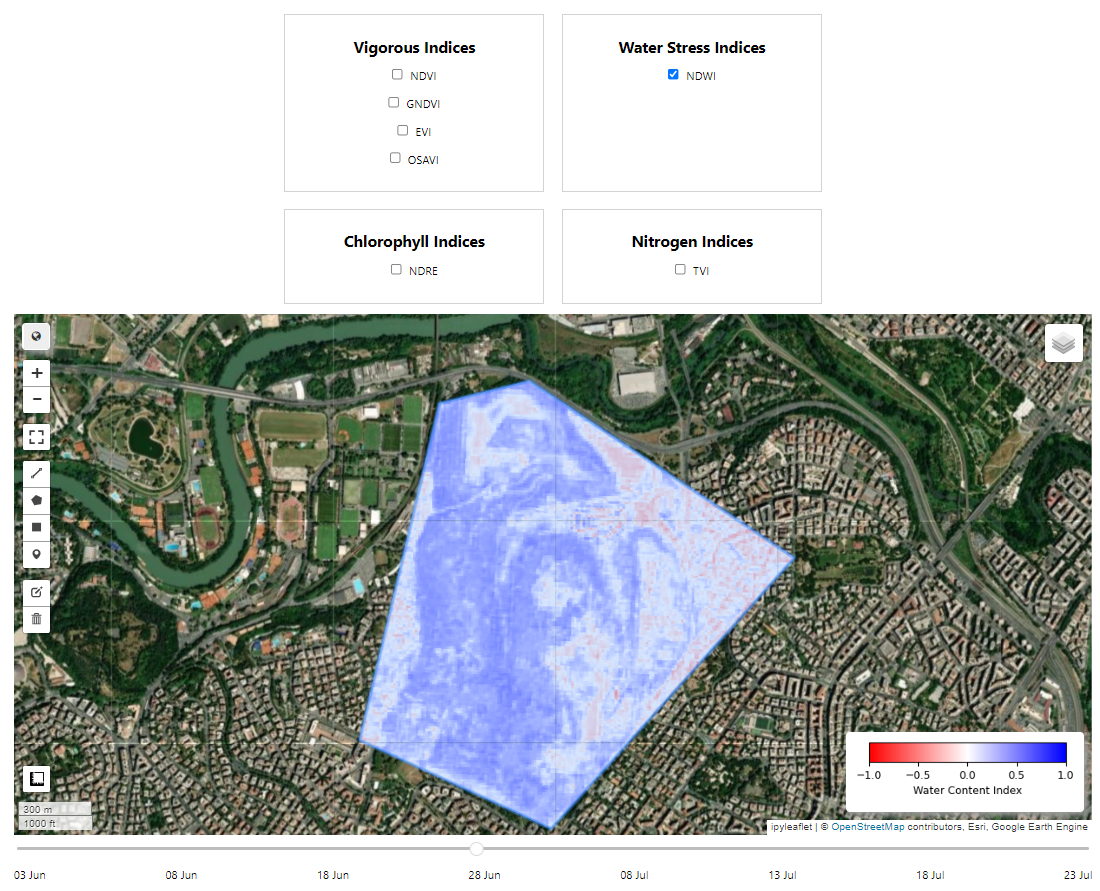 Vigorous Indices
NDVI
GNDVI
EVI
OSAVI
Water Stress Indices
NDWI
Chlorophyll Indices
NDRE
Nitrogen Indices
TVI
+
−
300 m
1000 ft
−1.0 −0.5 0.0 0.5 1.0
Water Content Index
ipyleaflet | © OpenStreetMap contributors, Esri, Google Earth Engine
03 Jun 08 Jun 18 Jun 28 Jun 08 Jul 13 Jul 18 Jul 23 Jul